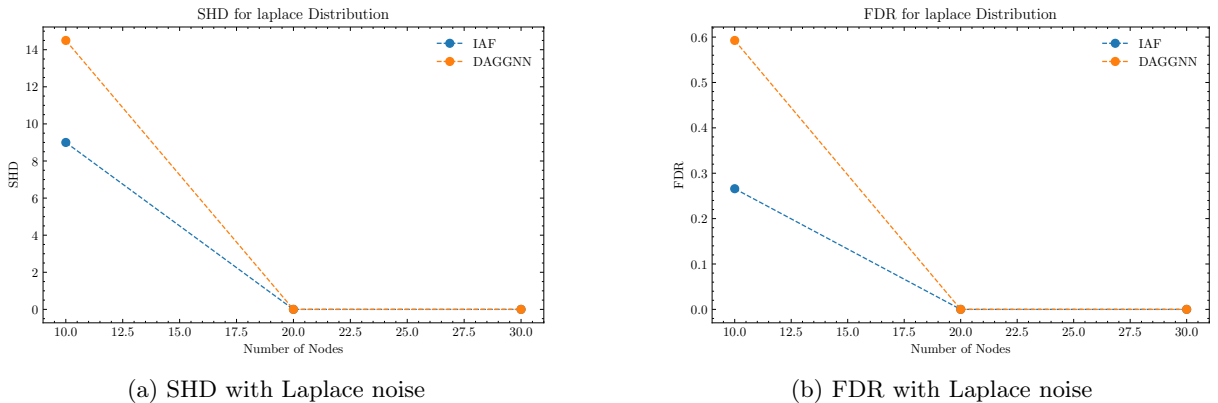 SHD for laplace Distribution
IAF
DAGGNN
14
12
10
8
6
4
2
0
SHD
10.0 12.5 15.0 17.5 20.0 22.5 25.0 27.5 30.0
Number of Nodes
(a) SHD with Laplace noise
FDR for laplace Distribution
IAF
DAGGNN
0.6
0.5
0.4
0.3
0.2
0.1
0.0
FDR
10.0 12.5 15.0 17.5 20.0 22.5 25.0 27.5 30.0
Number of Nodes
(b) FDR with Laplace noise